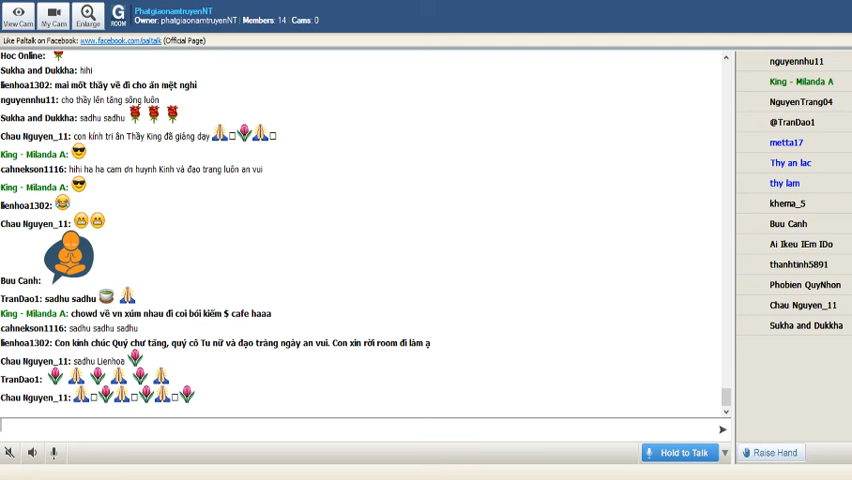 View Cam
My Cam
Enlarge
G
ROOM
PhatgiaonamtruyenNT
Owner: phatgiaonamtruyenNT | Members: 14 | Cams: 0
Like Paltalk on Facebook: www.facebook.com/paltalk (Official Page)
Hoc Online:
Sukha and Dukkha: hihi
lienhoa1302: mai mốt thầy về đi cho ấn mệt nghi
nguyennhu11: cho thầy lên tăng sông luôn
Sukha and Dukkha: sadhu sadhu
Chau Nguyen_11: con kính tri ân Thầy King đã giảng dạy
King - Milanda A:
cahnekson1116: hihi ha ha cam ơn huynh Kinh và đạo trang luôn an vui
King - Milanda A:
lienhoa1302:
Chau Nguyen_11:
Buu Canh:
TranDao1: sadhu sadhu
King - Milanda A: chowd về vn xúm nhau đi coi bói kiếm $ cafe haaa
cahnekson1116: sadhu sadhu sadhu
lienhoa1302: Con kính chúc Quý chư tăng, quý cô Tu nữ và đạo tràng ngày an vui. Con xin rời room đi làm ạ
Chau Nguyen_11: sadhu Lienhoa
TranDao1:
Chau Nguyen_11:
nguyennhu11
King - Milanda A
NguyenTrang04
@TranDao1
metta17
Thy an lac
thy lam
khema_5
Buu Canh
Ai Ikeu IEm IDo
thanhtinh5891
Phobien QuyNhon
Chau Nguyen_11
Sukha and Dukkha
Hold to Talk
Raise Hand